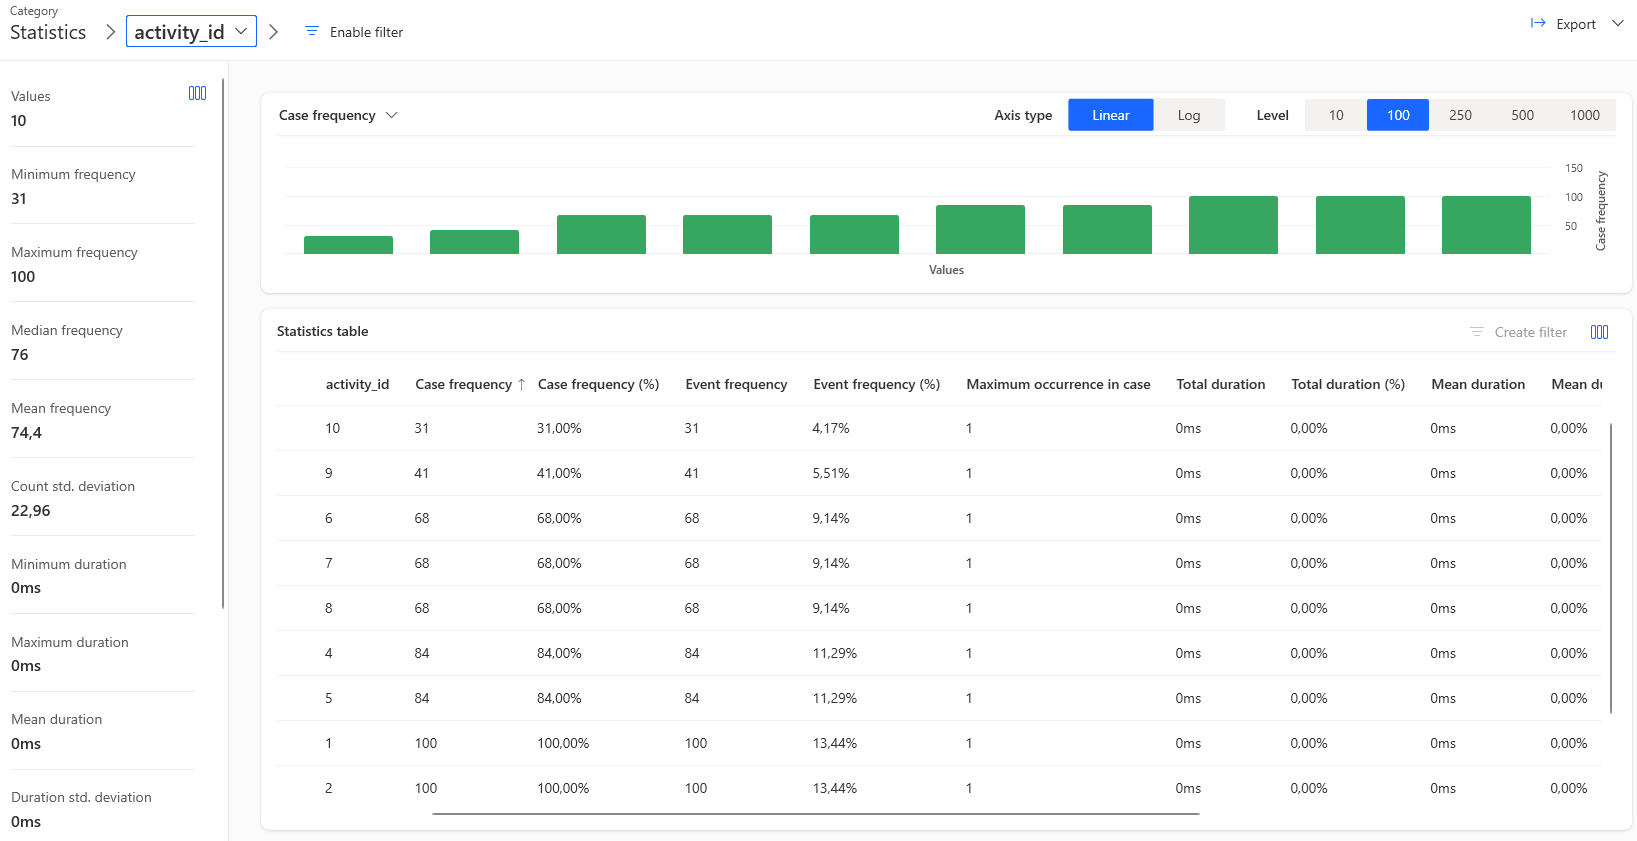 Category
Statistics
activity_id
Enable filter
Export
Values
10
Minimum frequency
31
Maximum frequency
100
Median frequency
76
Mean frequency
74,4
Count std. deviation
22,96
Minimum duration
0ms
Maximum duration
0ms
Mean duration
0ms
Duration std. deviation
0ms
Case frequency
Axis type Linear Log Level 10 100 250 500 1000
150
100
50
Case frequency
Values
Statistics table
Create filter
activity_id Case frequency ↑ Case frequency (%) Event frequency Event frequency (%) Maximum occurrence in case Total duration Total duration (%) Mean duration Mean du
10 31 31,00% 31 4,17% 1 0ms 0,00% 0ms 0,00%
9 41 41,00% 41 5,51% 1 0ms 0,00% 0ms 0,00%
6 68 68,00% 68 9,14% 1 0ms 0,00% 0ms 0,00%
7 68 68,00% 68 9,14% 1 0ms 0,00% 0ms 0,00%
8 68 68,00% 68 9,14% 1 0ms 0,00% 0ms 0,00%
4 84 84,00% 84 11,29% 1 0ms 0,00% 0ms 0,00%
5 84 84,00% 84 11,29% 1 0ms 0,00% 0ms 0,00%
1 100 100,00% 100 13,44% 1 0ms 0,00% 0ms 0,00%
2 100 100,00% 100 13,44% 1 0ms 0,00% 0ms 0,00%